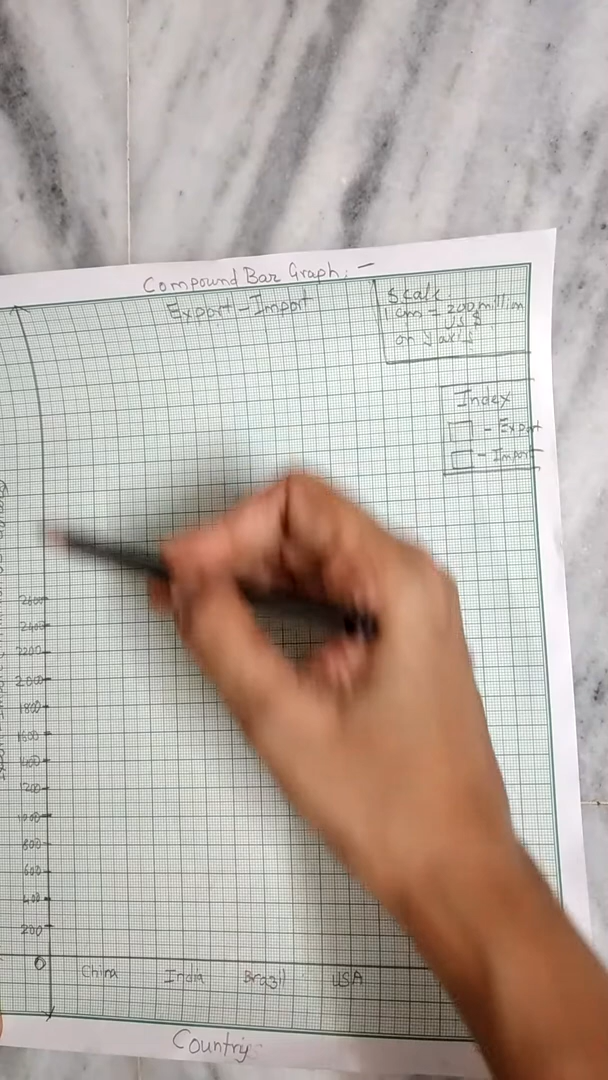 Compound Bar Graph:-
Export-Import
Scale
1 cm = 200 million
US $
on Y axis
Index
- Export
- Import
2600
2400
2200
2000
1800
1600
1400
1200
1000
800
600
400
200
0
China India Brazil USA
Country